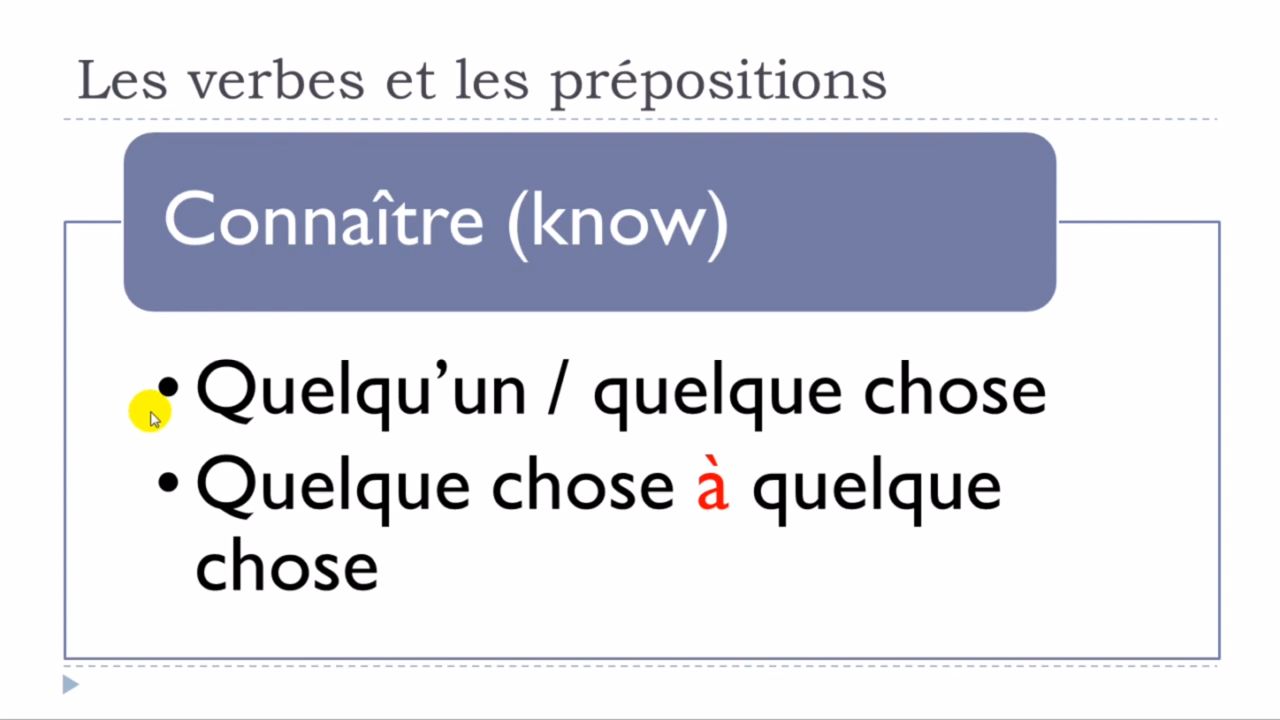 Les verbes et les prépositions
Connaître (know)
• Quelqu’un / quelque chose
• Quelque chose à quelque
chose